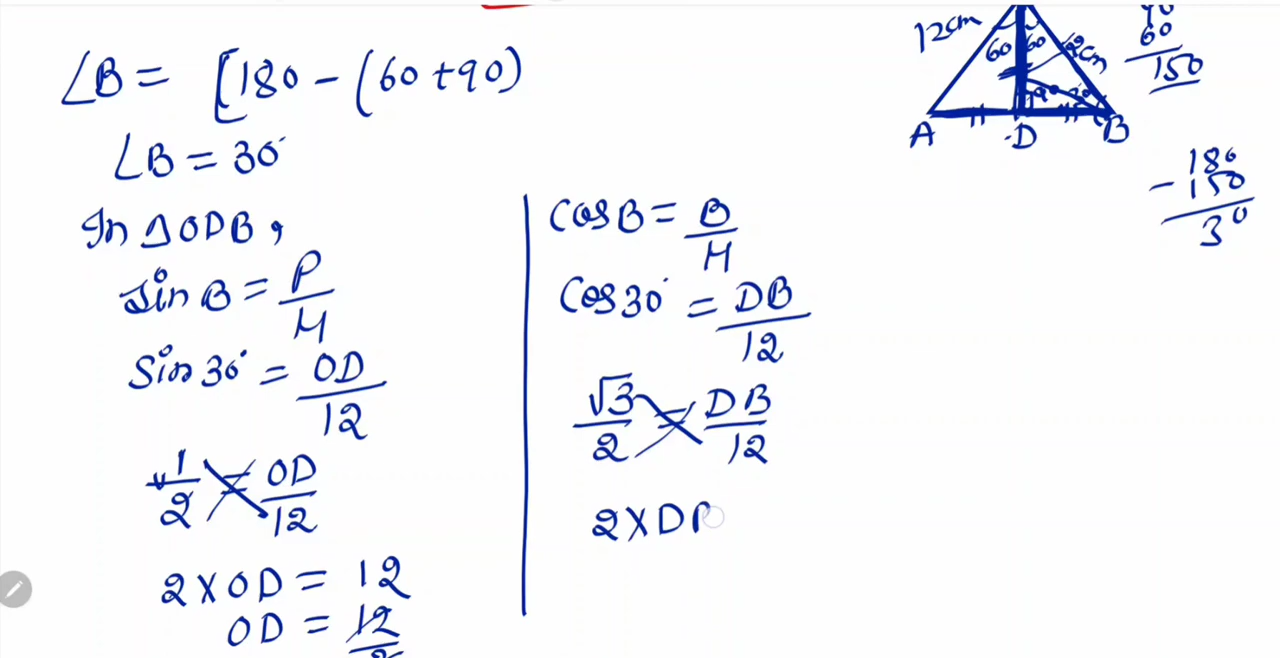 ∠B = [180 - (60 + 90)
∠B = 30°
In △ODB,
Sin B = P/H
Sin 30° = OD/12
1/2 = OD/12
2 × OD = 12
OD = 12/2
Cos B = B/H
Cos 30° = DB/12
√3/2 = DB/12
2 × D
12cm
60 60
12cm
90 30
A D B
90
60
150
180
- 150
30